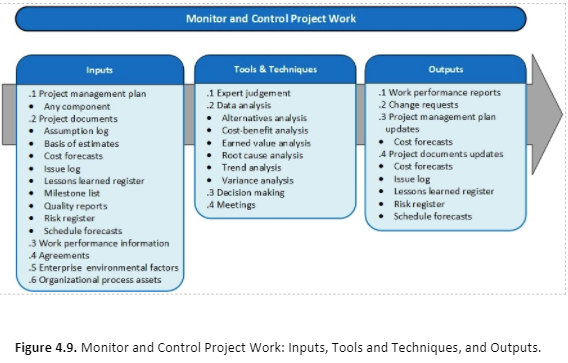 Monitor and Control Project Work
Inputs
.1 Project management plan
• Any component
.2 Project documents
• Assumption log
• Basis of estimates
• Cost forecasts
• Issue log
• Lessons learned register
• Milestone list
• Quality reports
• Risk register
• Schedule forecasts
.3 Work performance information
.4 Agreements
.5 Enterprise environmental factors
.6 Organizational process assets
Tools & Techniques
.1 Expert judgement
.2 Data analysis
• Alternatives analysis
• Cost-benefit analysis
• Earned value analysis
• Root cause analysis
• Trend analysis
• Variance analysis
.3 Decision making
.4 Meetings
Outputs
.1 Work performance reports
.2 Change requests
.3 Project management plan
updates
• Cost forecasts
.4 Project documents updates
• Cost forecasts
• Issue log
• Lessons learned register
• Risk register
• Schedule forecasts
Figure 4.9. Monitor and Control Project Work: Inputs, Tools and Techniques, and Outputs.